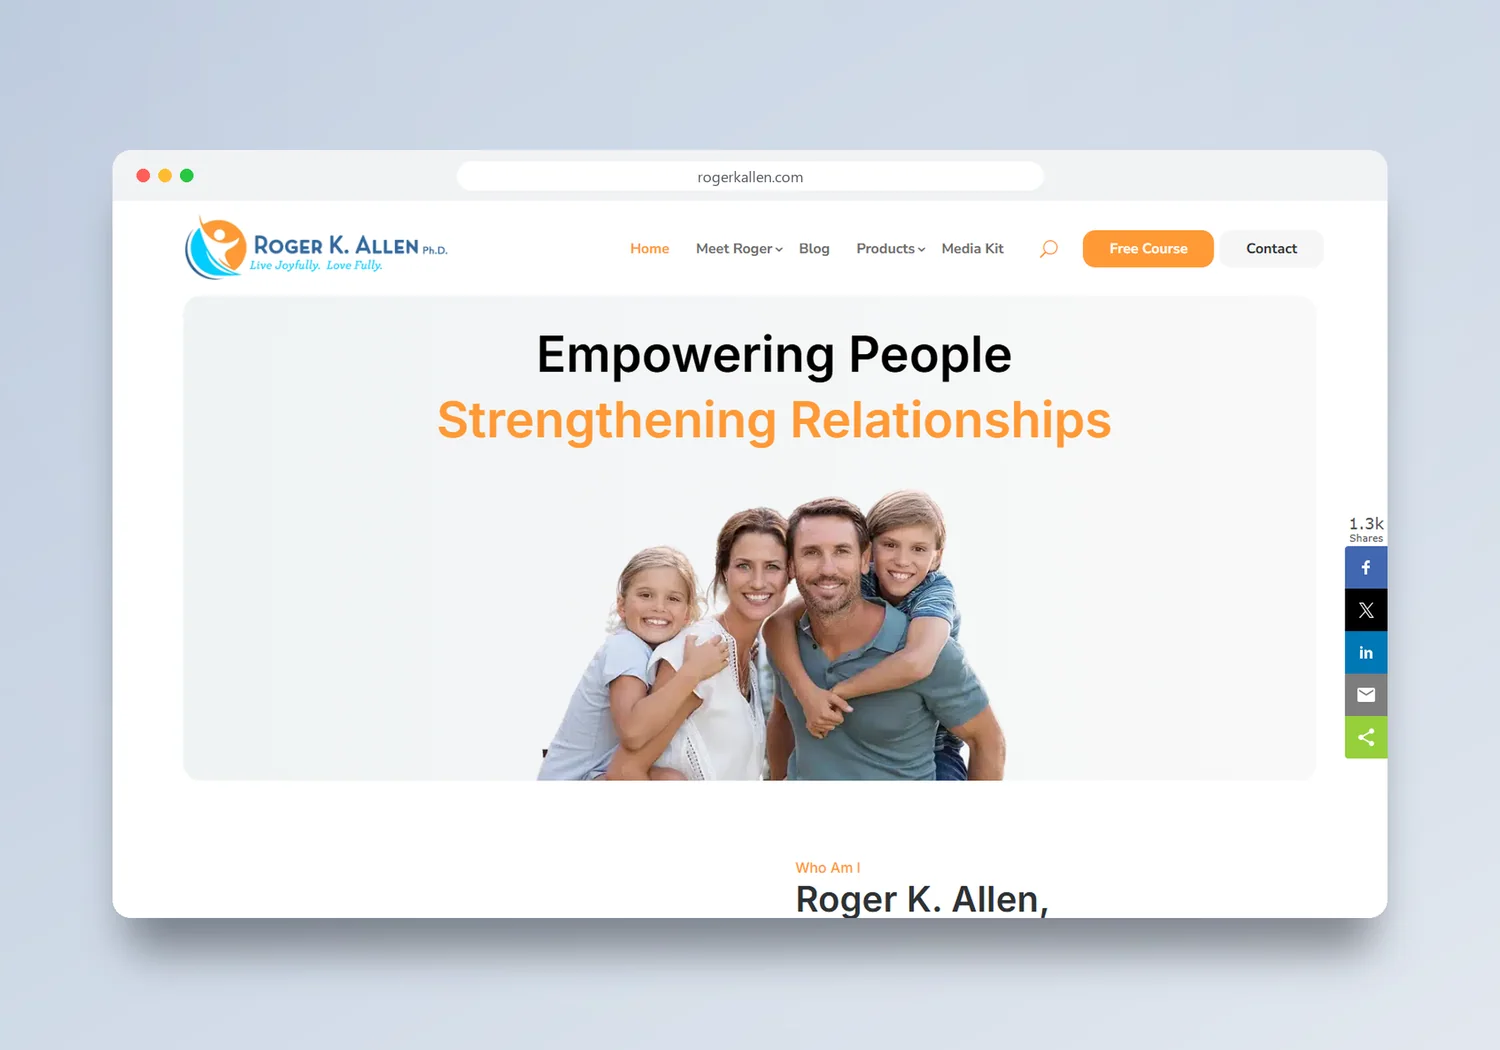 rogerkallen.com
ROGER K. ALLEN Ph.D.
Live Joyfully. Love Fully.
Home Meet Roger Blog Products Media Kit Free Course Contact
Empowering People
Strengthening Relationships
1.3k
Shares
f
X
in
Who Am I
Roger K. Allen,